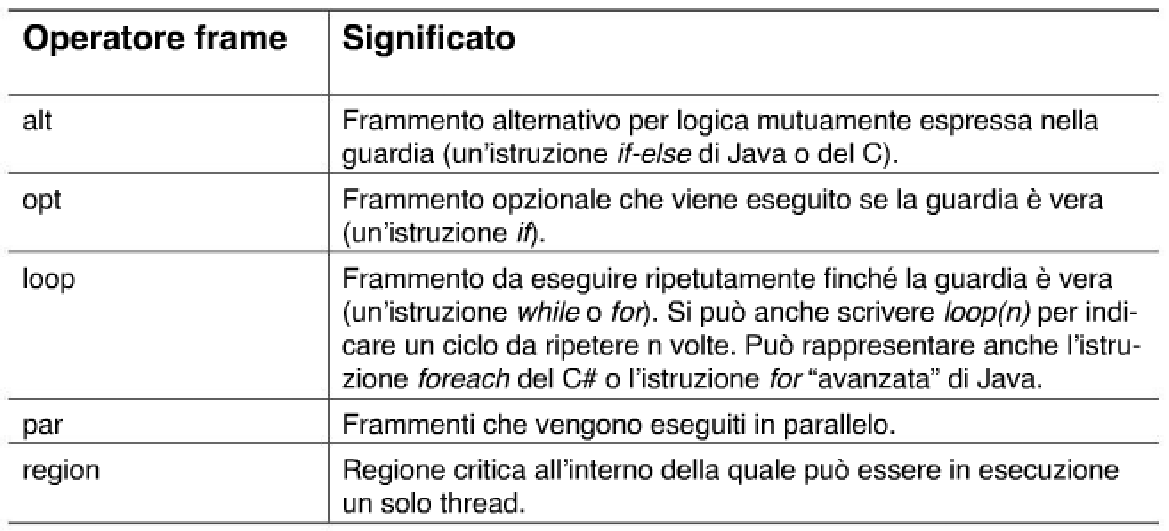 Operatore frame
Significato
alt
Frammento alternativo per logica mutuamente espressa nella
guardia (un'istruzione if-else di Java o del C).
opt
Frammento opzionale che viene eseguito se la guardia è vera
(un'istruzione if).
loop
Frammento da eseguire ripetutamente finché la guardia è vera
(un'istruzione while o for). Si può anche scrivere loop(n) per indi-
care un ciclo da ripetere n volte. Può rappresentare anche l'istru-
zione foreach del C# o l'istruzione for “avanzata” di Java.
par
Frammenti che vengono eseguiti in parallelo.
region
Regione critica all'interno della quale può essere in esecuzione
un solo thread.